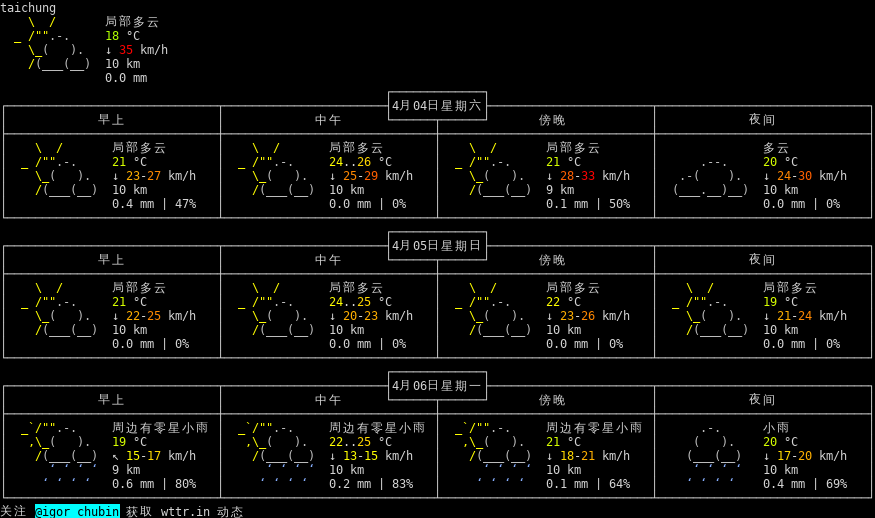 taichung
局部多云
18 °C
↓ 35 km/h
10 km
0.0 mm
4月04日星期六
早上 中午 傍晚 夜间
局部多云 局部多云 局部多云 多云
21 °C 24..26 °C 21 °C 20 °C
↓ 23-27 km/h ↓ 25-29 km/h ↓ 28-33 km/h ↓ 24-30 km/h
10 km 10 km 9 km 10 km
0.4 mm | 47% 0.0 mm | 0% 0.1 mm | 50% 0.0 mm | 0%
4月05日星期日
早上 中午 傍晚 夜间
局部多云 局部多云 局部多云 局部多云
21 °C 24..25 °C 22 °C 19 °C
↓ 22-25 km/h ↓ 20-23 km/h ↓ 23-26 km/h ↓ 21-24 km/h
10 km 10 km 10 km 10 km
0.0 mm | 0% 0.0 mm | 0% 0.0 mm | 0% 0.0 mm | 0%
4月06日星期一
早上 中午 傍晚 夜间
周边有零星小雨 周边有零星小雨 周边有零星小雨 小雨
19 °C 22..25 °C 21 °C 20 °C
↖ 15-17 km/h ↓ 13-15 km/h ↓ 18-21 km/h ↓ 17-20 km/h
9 km 10 km 10 km 10 km
0.6 mm | 80% 0.2 mm | 83% 0.1 mm | 64% 0.4 mm | 69%
关注 @igor_chubin 获取 wttr.in 动态